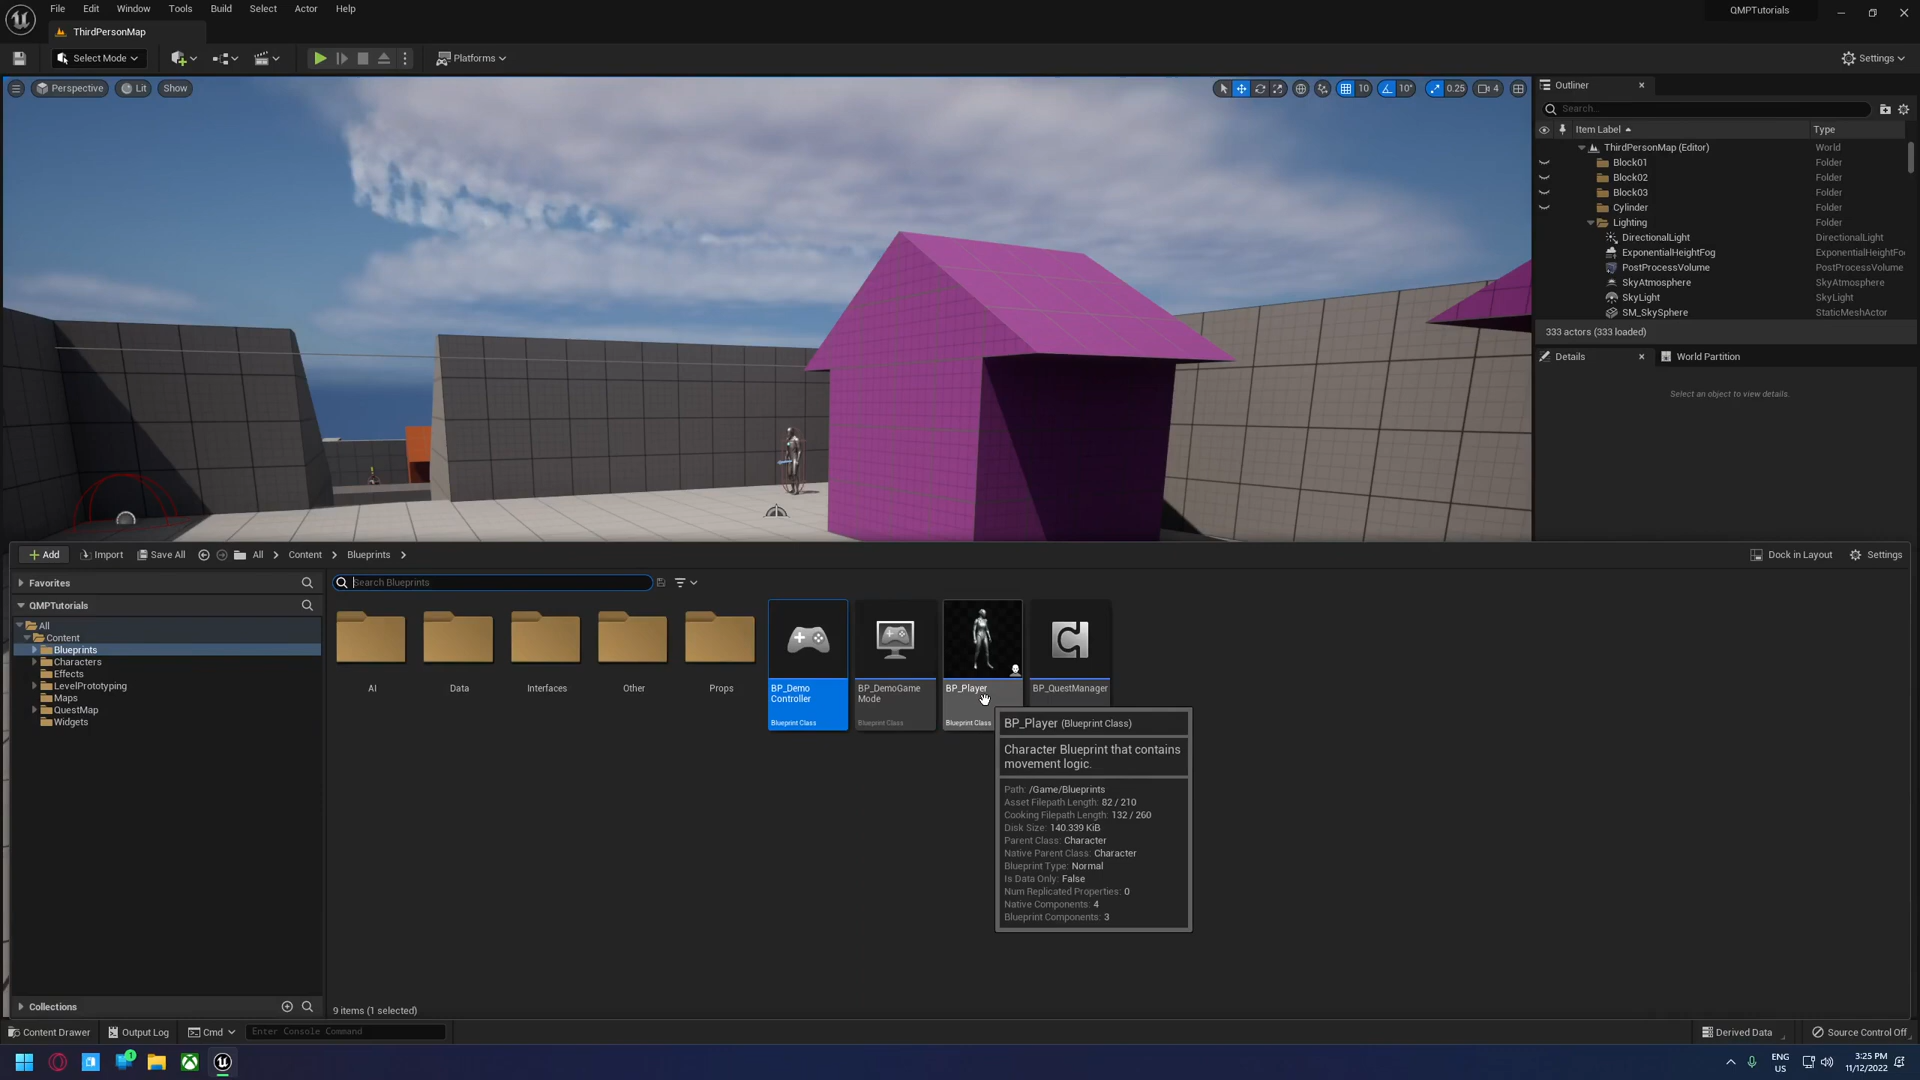 File Edit Window Tools Build Select Actor Help
QMPTutorials
ThirdPersonMap
Select Mode
Platforms
Settings
Perspective Lit Show
10 10° 0.25 4
Outliner
Search...
Item Label Type
ThirdPersonMap (Editor) World
Block01 Folder
Block02 Folder
Block03 Folder
Cylinder Folder
Lighting Folder
DirectionalLight DirectionalLight
ExponentialHeightFog ExponentialHeightFo
PostProcessVolume PostProcessVolume
SkyAtmosphere SkyAtmosphere
SkyLight SkyLight
SM_SkySphere StaticMeshActor
333 actors (333 loaded)
Details World Partition
Select an object to view details.
Add Import Save All All Content Blueprints
Dock in Layout Settings
Favorites
Search Blueprints
QMPTutorials
All
Content
Blueprints
Characters
Effects
LevelPrototyping
Maps
QuestMap
Widgets
AI Data Interfaces Other Props
BP_Demo
Controller
Blueprint Class
BP_DemoGame
Mode
Blueprint Class
BP_Player
Blueprint Class
BP_QuestManager
BP_Player (Blueprint Class)
Character Blueprint that contains
movement logic.
Path: /Game/Blueprints
Asset Filepath Length: 82 / 210
Cooking Filepath Length: 132 / 260
Disk Size: 140.339 KiB
Parent Class: Character
Native Parent Class: Character
Blueprint Type: Normal
Is Data Only: False
Num Replicated Properties: 0
Native Components: 4
Blueprint Components: 3
Collections
9 items (1 selected)
Content Drawer Output Log Cmd Enter Console Command
Derived Data Source Control Off
1
ENG
US
3:25 PM
11/12/2022